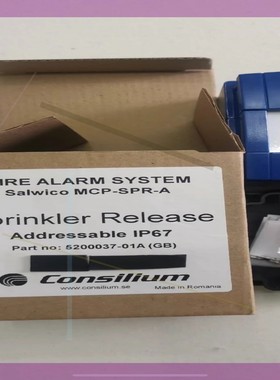 IRE ALARM SYSTEM
Salwico MCP-SPR-A
prinkler Release
Addressable IP67
Part no: 5200037-01A (GB)
Consilium
www.consilium.se
Made in Romania